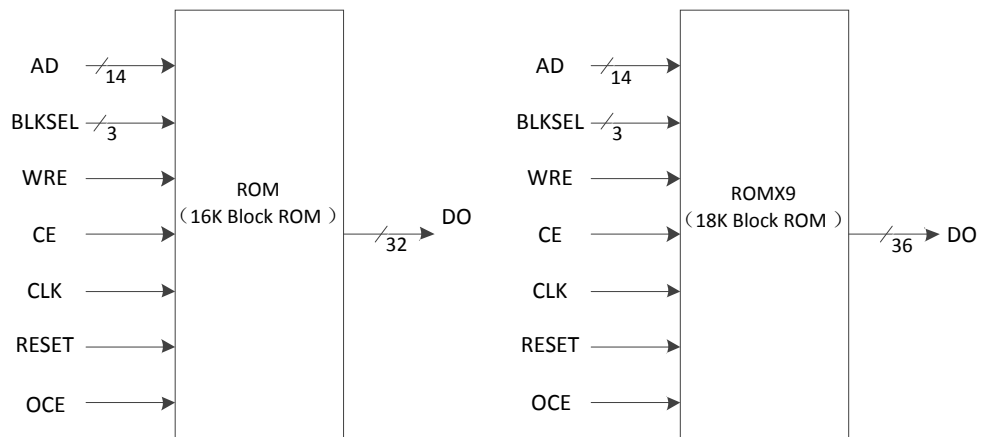 AD
14
BLKSEL
3
WRE
CE
CLK
RESET
OCE
ROM
（16K Block ROM ）
DO
32
AD
14
BLKSEL
3
WRE
CE
CLK
RESET
OCE
ROMX9
（18K Block ROM ）
DO
36